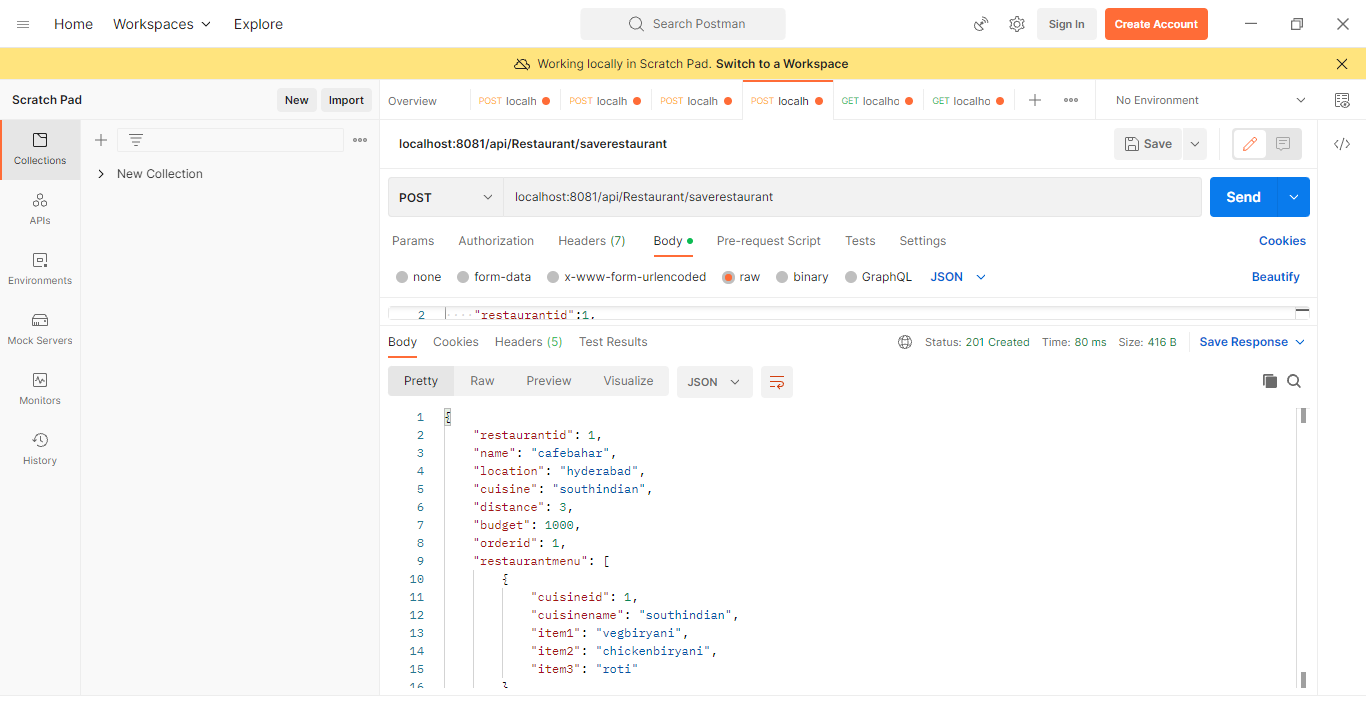 Home Workspaces Explore Search Postman Sign In Create Account
Working locally in Scratch Pad. Switch to a Workspace
Scratch Pad New Import Overview POST localh POST localh POST localh POST localh GET localho GET localho No Environment
localhost:8081/api/Restaurant/saverestaurant Save
Collections
New Collection
POST localhost:8081/api/Restaurant/saverestaurant Send
APIs
Params Authorization Headers (7) Body Pre-request Script Tests Settings Cookies
Environments
none form-data x-www-form-urlencoded raw binary GraphQL JSON Beautify
2 "restaurantid":1,
Mock Servers
Body Cookies Headers (5) Test Results Status: 201 Created Time: 80 ms Size: 416 B Save Response
Monitors
Pretty Raw Preview Visualize JSON
History
1 {
2 "restaurantid": 1,
3 "name": "cafebahar",
4 "location": "hyderabad",
5 "cuisine": "southindian",
6 "distance": 3,
7 "budget": 1000,
8 "orderid": 1,
9 "restaurantmenu": [
10 {
11 "cuisineid": 1,
12 "cuisinename": "southindian",
13 "item1": "vegbiryani",
14 "item2": "chickenbiryani",
15 "item3": "roti"
16 }